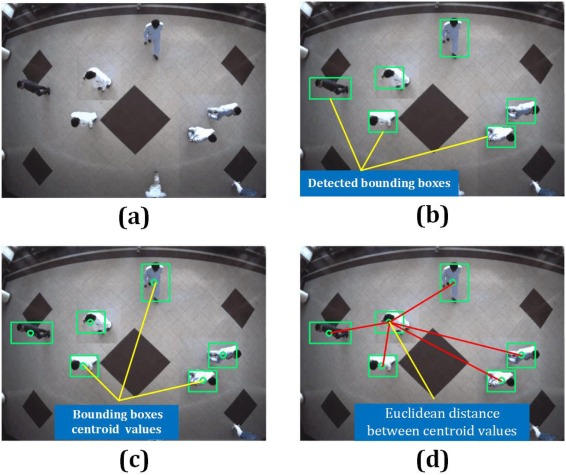 (a)
Detected bounding boxes
(b)
Bounding boxes
centroid values
(c)
Euclidean distance
between centroid values
(d)